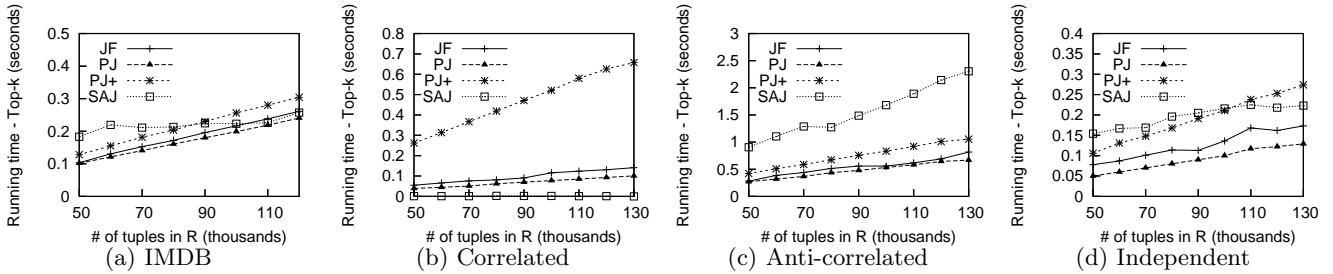 Running time - Top-k (seconds)
0.5
0.4
0.3
0.2
0.1
0
JF
PJ
PJ+
SAJ
50 70 90 110
# of tuples in R (thousands)
(a) IMDB
Running time - Top-k (seconds)
0.8
0.7
0.6
0.5
0.4
0.3
0.2
0.1
0
JF
PJ
PJ+
SAJ
50 70 90 110 130
# of tuples in R (thousands)
(b) Correlated
Running time - Top-k (seconds)
3
2.5
2
1.5
1
0.5
0
JF
PJ
PJ+
SAJ
50 70 90 110 130
# of tuples in R (thousands)
(c) Anti-correlated
Running time - Top-k (seconds)
0.4
0.35
0.3
0.25
0.2
0.15
0.1
0.05
0
JF
PJ
PJ+
SAJ
50 70 90 110 130
# of tuples in R (thousands)
(d) Independent